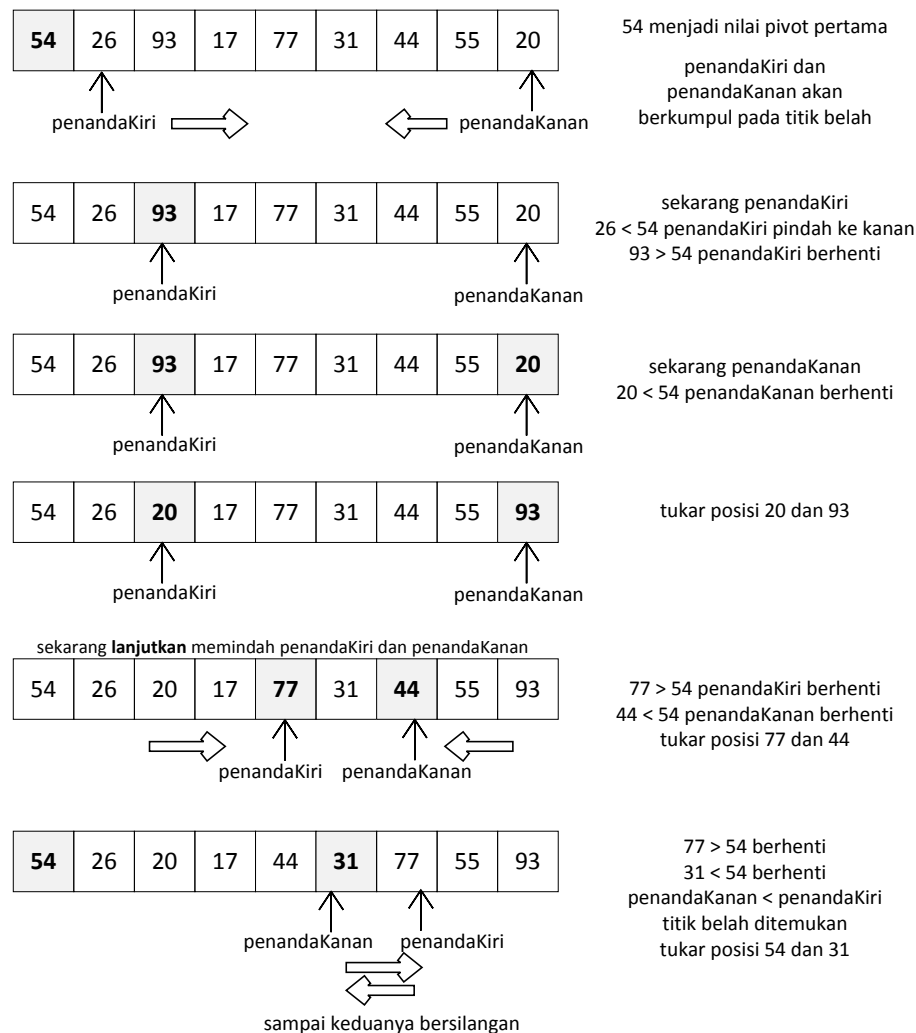 54 26 93 17 77 31 44 55 20
penandaKiri penandaKanan
54 menjadi nilai pivot pertama
penandaKiri dan
penandaKanan akan
berkumpul pada titik belah
54 26 93 17 77 31 44 55 20
penandaKiri penandaKanan
sekarang penandaKiri
26 < 54 penandaKiri pindah ke kanan
93 > 54 penandaKiri berhenti
54 26 93 17 77 31 44 55 20
penandaKiri penandaKanan
sekarang penandaKanan
20 < 54 penandaKanan berhenti
54 26 20 17 77 31 44 55 93
penandaKiri penandaKanan
tukar posisi 20 dan 93
sekarang lanjutkan memindah penandaKiri dan penandaKanan
54 26 20 17 77 31 44 55 93
penandaKiri penandaKanan
77 > 54 penandaKiri berhenti
44 < 54 penandaKanan berhenti
tukar posisi 77 dan 44
54 26 20 17 44 31 77 55 93
penandaKanan penandaKiri
sampai keduanya bersilangan
77 > 54 berhenti
31 < 54 berhenti
penandaKanan < penandaKiri
titik belah ditemukan
tukar posisi 54 dan 31